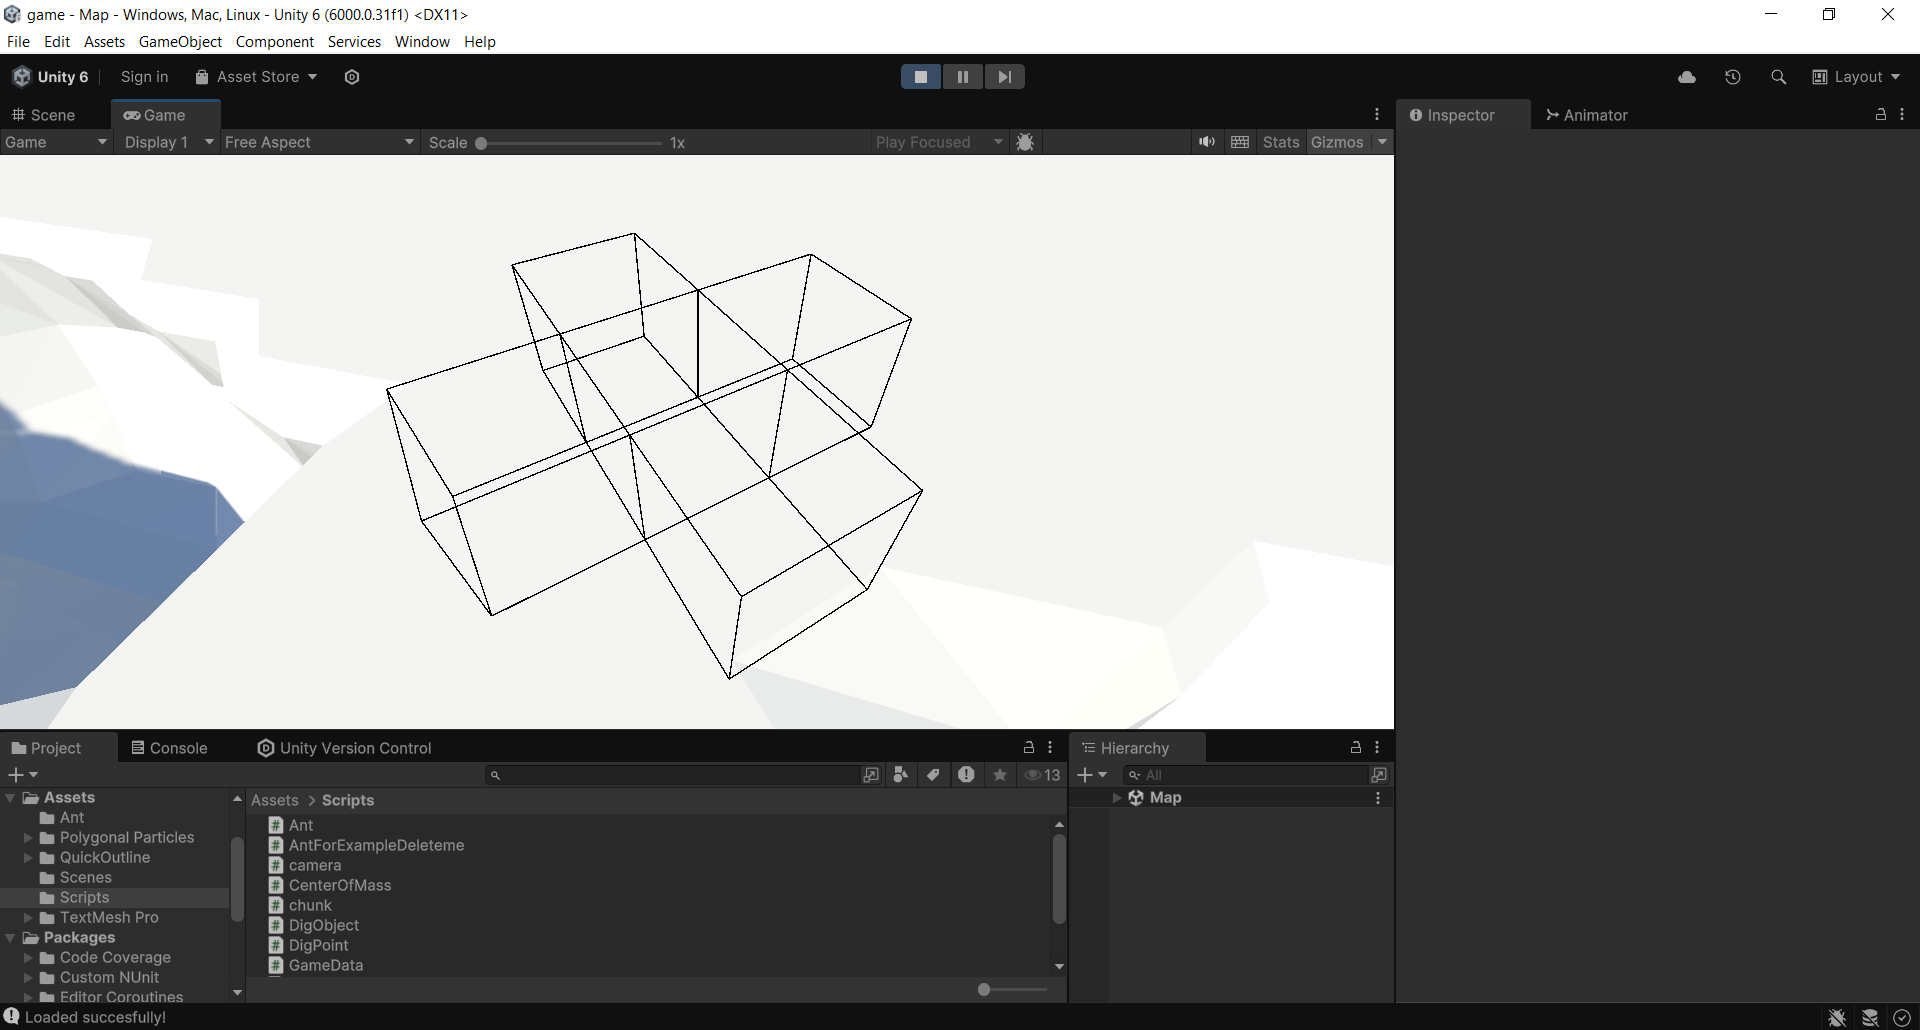 game - Map - Windows, Mac, Linux - Unity 6 (6000.0.31f1) <DX11>
File Edit Assets GameObject Component Services Window Help
Unity 6 Sign in Asset Store Layout
Scene Game Inspector Animator
Game Display 1 Free Aspect Scale 1x Play Focused Stats Gizmos
Project Console Unity Version Control Hierarchy
13 All
Assets Assets > Scripts Map
Ant Ant
Polygonal Particles AntForExampleDeleteme
QuickOutline camera
Scenes CenterOfMass
Scripts chunk
TextMesh Pro DigObject
Packages DigPoint
Code Coverage GameData
Custom NUnit
Editor Coroutines
Loaded succesfully!